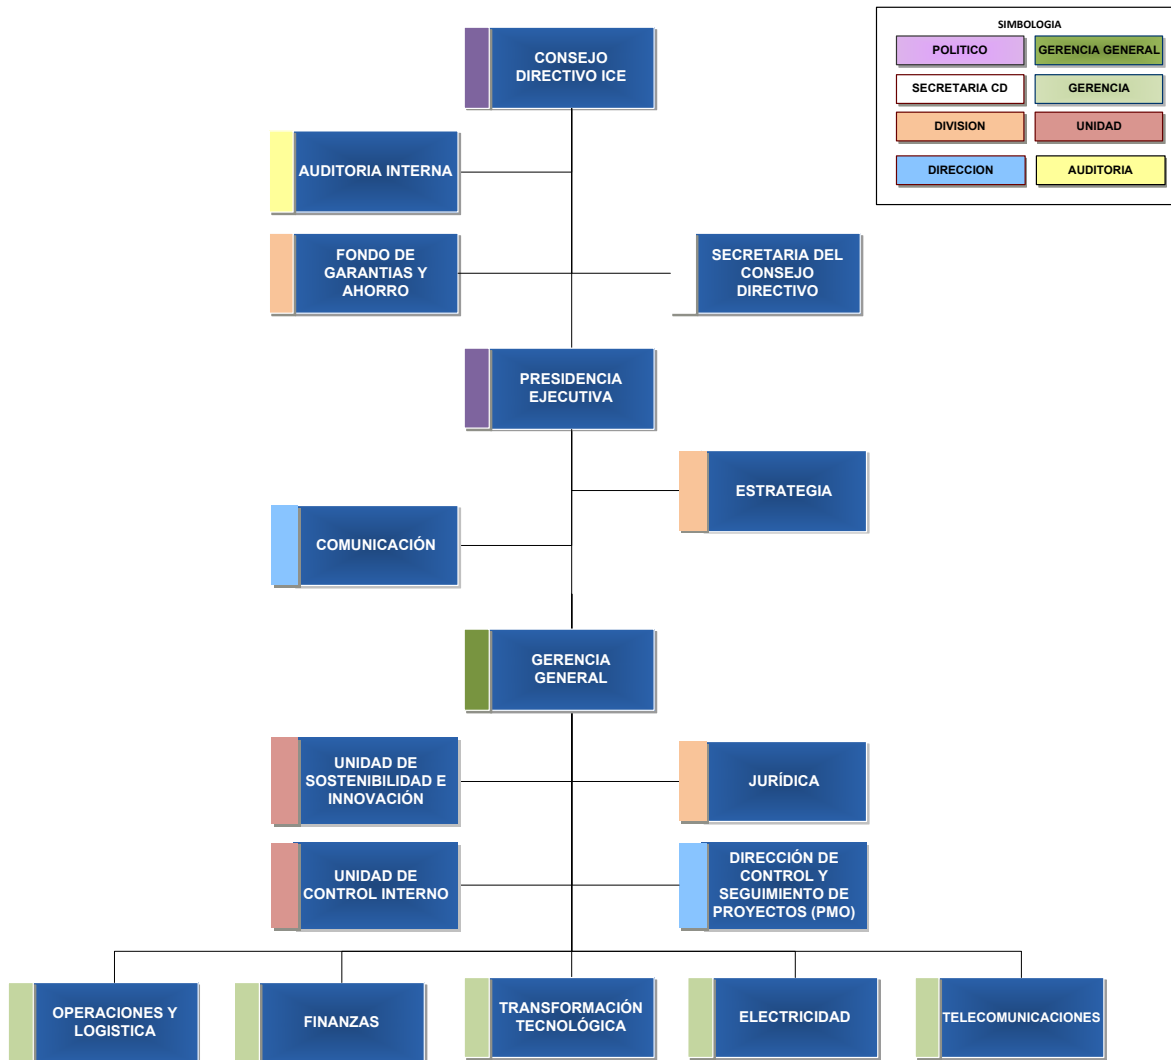 SIMBOLOGIA
POLITICO
GERENCIA GENERAL
SECRETARIA CD
GERENCIA
DIVISION
UNIDAD
DIRECCION
AUDITORIA
CONSEJO
DIRECTIVO ICE
AUDITORIA INTERNA
FONDO DE
GARANTIAS Y
AHORRO
SECRETARIA DEL
CONSEJO
DIRECTIVO
PRESIDENCIA
EJECUTIVA
ESTRATEGIA
COMUNICACIÓN
GERENCIA
GENERAL
UNIDAD DE
SOSTENIBILIDAD E
INNOVACIÓN
JURÍDICA
UNIDAD DE
CONTROL INTERNO
DIRECCIÓN DE
CONTROL Y
SEGUIMIENTO DE
PROYECTOS (PMO)
OPERACIONES Y
LOGISTICA
FINANZAS
TRANSFORMACIÓN
TECNOLÓGICA
ELECTRICIDAD
TELECOMUNICACIONES